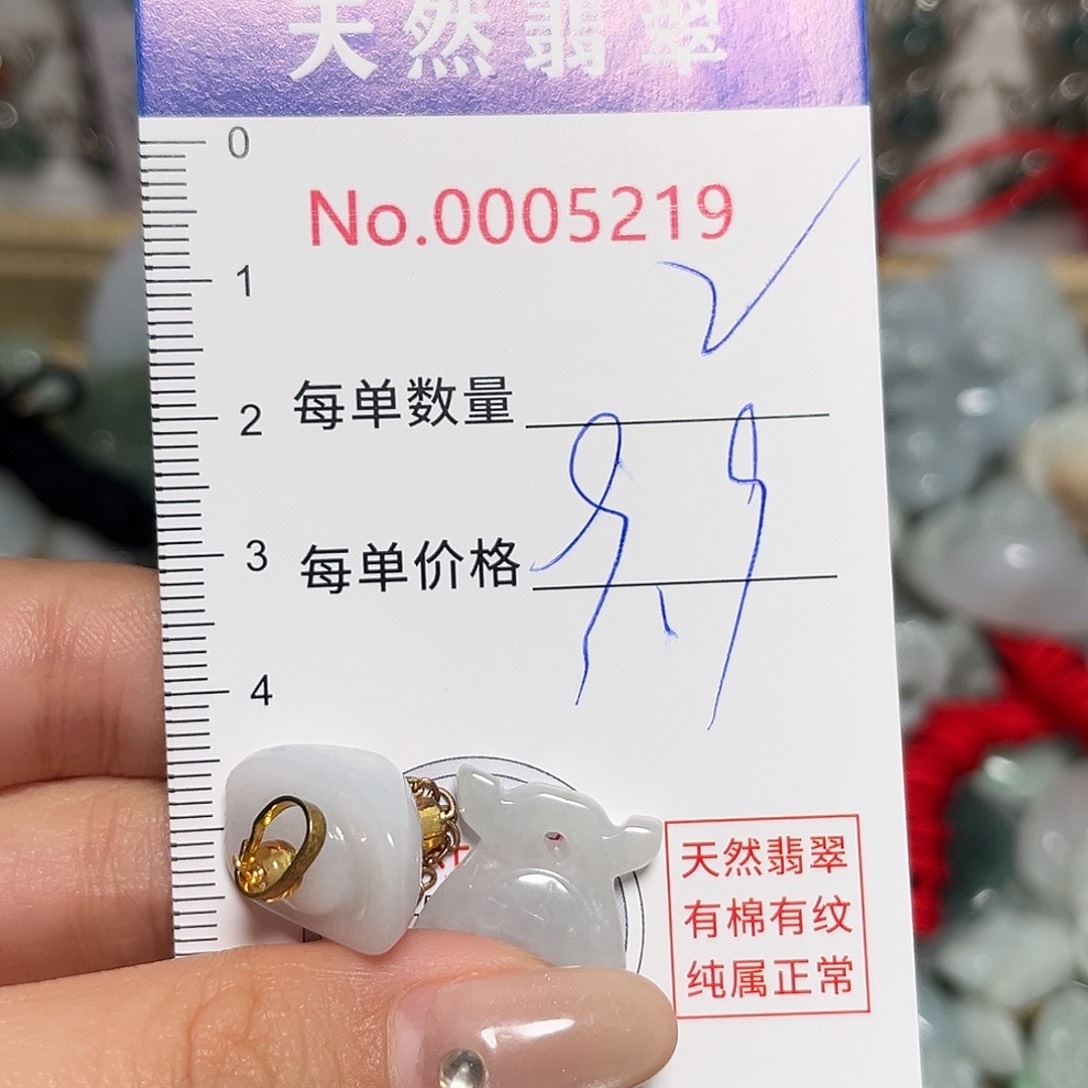 天然翡翠
0
No.0005219
1
每单数量
2
每单价格
3
4
天然翡翠
有棉有纹
纯属正常